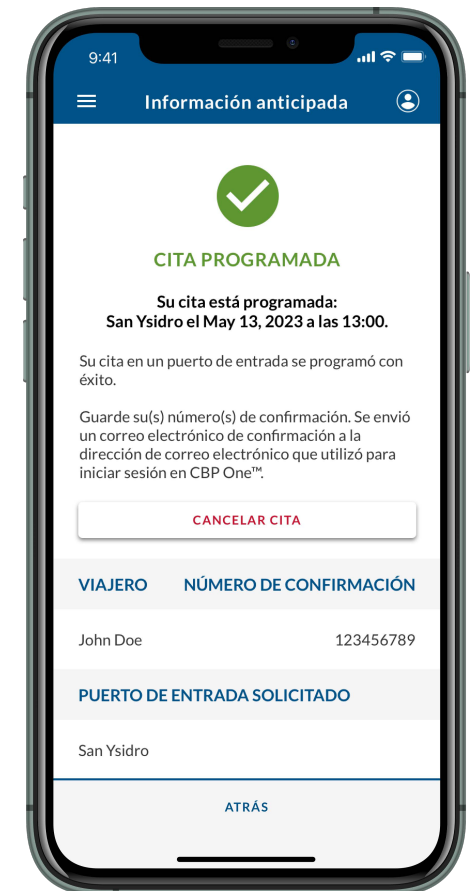 9:41
Información anticipada
CITA PROGRAMADA
Su cita está programada:
San Ysidro el May 13, 2023 a las 13:00.
Su cita en un puerto de entrada se programó con
éxito.
Guarde su(s) número(s) de confirmación. Se envió
un correo electrónico de confirmación a la
dirección de correo electrónico que utilizó para
iniciar sesión en CBP One™.
CANCELAR CITA
VIAJERO NÚMERO DE CONFIRMACIÓN
John Doe 123456789
PUERTO DE ENTRADA SOLICITADO
San Ysidro
ATRÁS